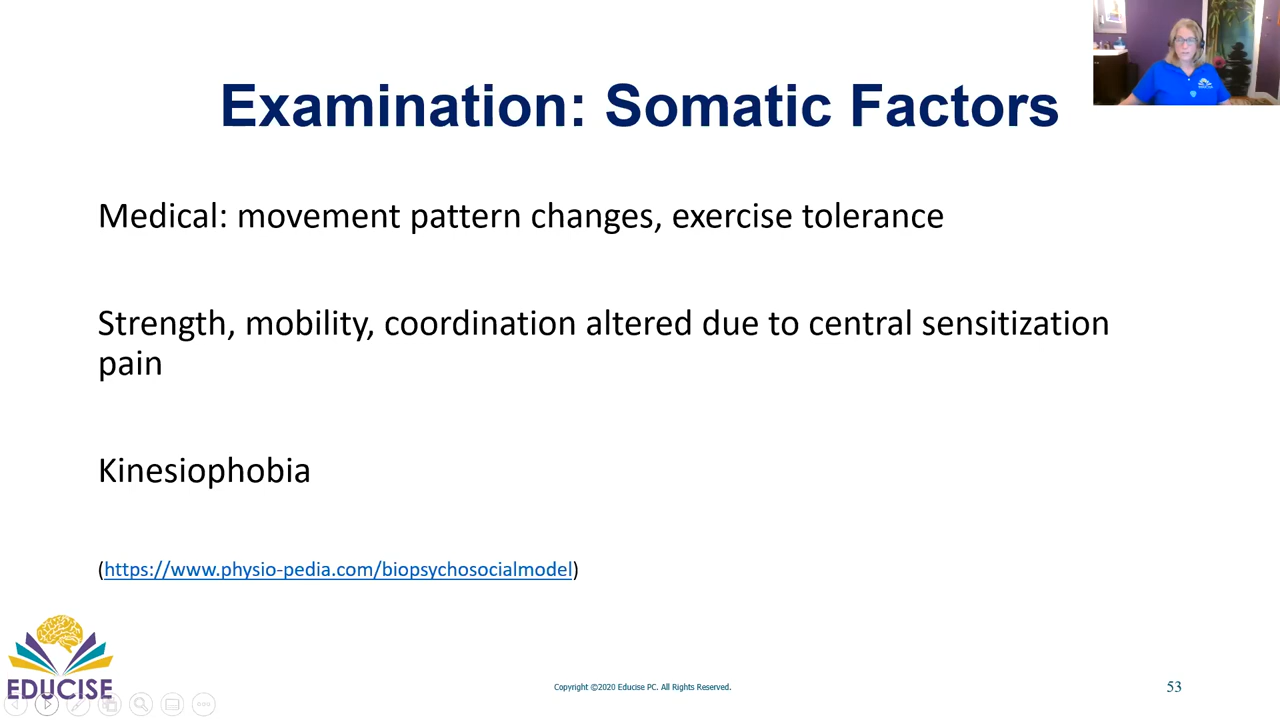 Examination: Somatic Factors
Medical: movement pattern changes, exercise tolerance
Strength, mobility, coordination altered due to central sensitization
pain
Kinesiophobia
(https://www.physio-pedia.com/biopsychosocialmodel)
EDUCISE
Copyright ©2020 Educise PC. All Rights Reserved.
53